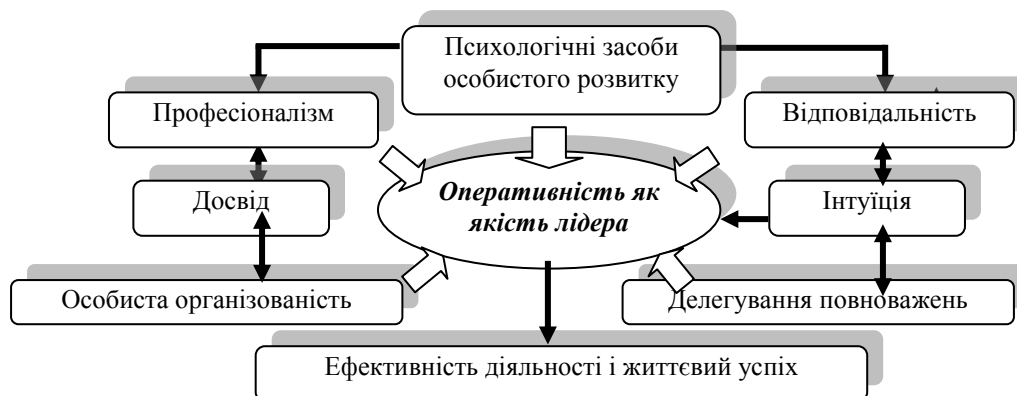 Психологічні засоби
особистого розвитку
Професіоналізм
Відповідальність
Досвід
Оперативність як
якість лідера
Інтуїція
Особиста організованість
Делегування повноважень
Ефективність діяльності і життєвий успіх